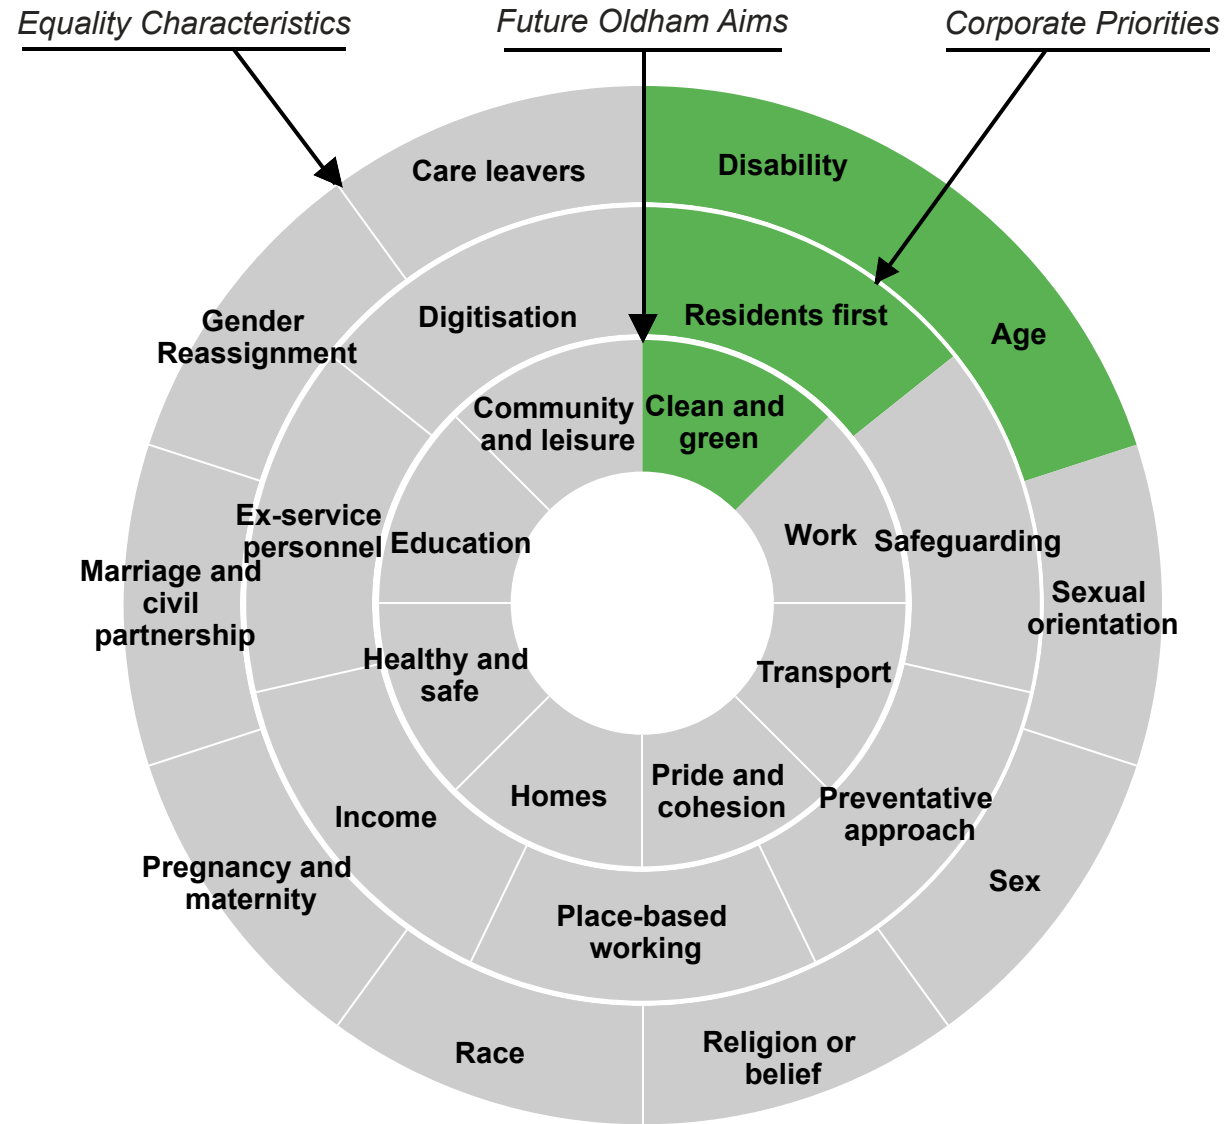 Equality Characteristics
Future Oldham Aims
Corporate Priorities
Care leavers
Disability
Age
Sexual
orientation
Sex
Religion or
belief
Race
Pregnancy and
maternity
Marriage and
civil
partnership
Gender
Reassignment
Digitisation
Residents first
Safeguarding
Preventative
approach
Place-based
working
Income
Ex-service
personnel
Community
and leisure
Clean and
green
Work
Transport
Pride and
cohesion
Homes
Healthy and
safe
Education